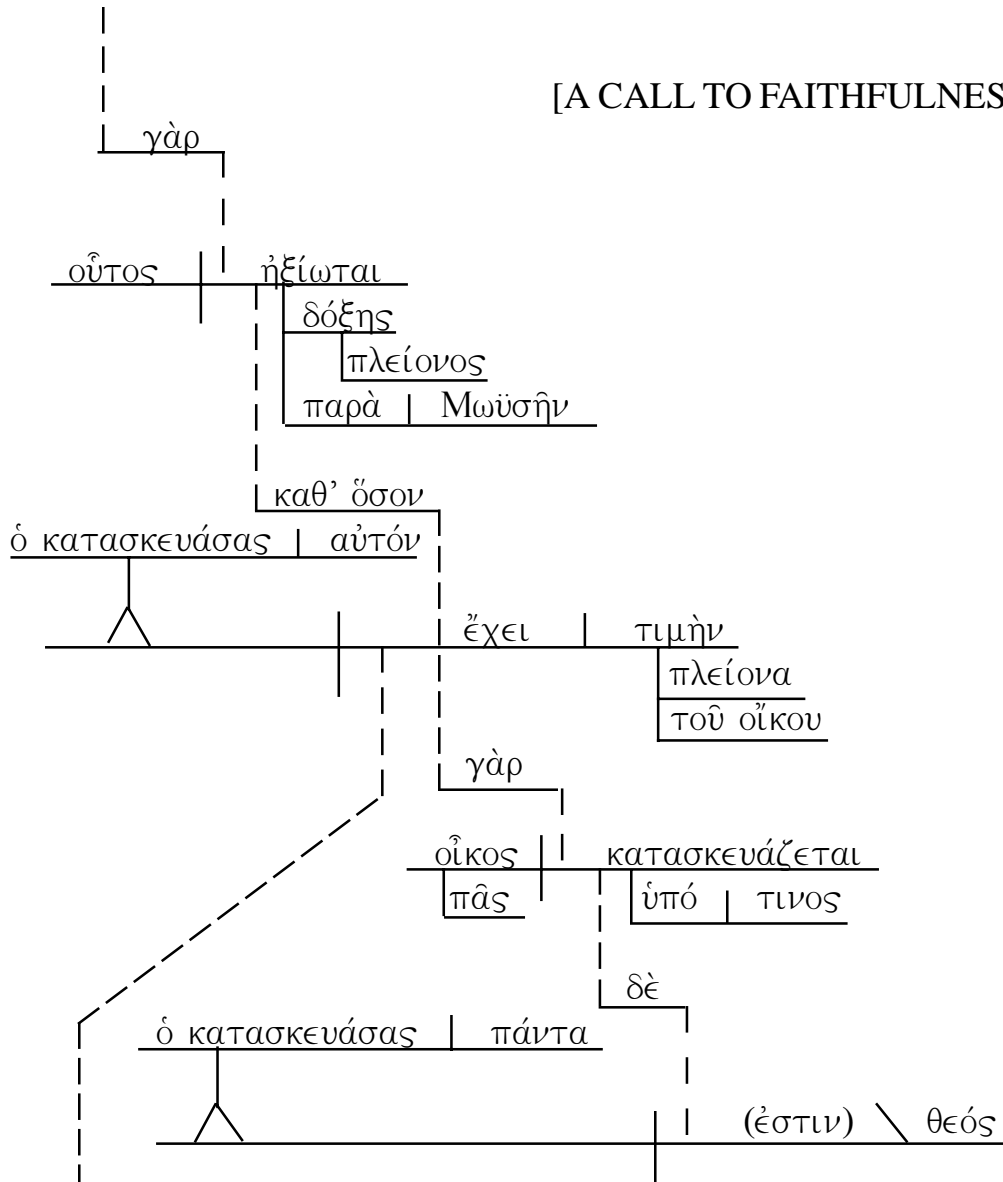 [A CALL TO FAITHFULNES
γὰρ
οὗτος ἠξίωται
δόξης
πλείονος
παρὰ Μωϋσῆν
καθ’ ὅσον
ὁ κατασκευάσας αὐτόν
ἔχει τιμὴν
πλείονα
τοῦ οἴκου
γὰρ
οἶκος κατασκευάζεται
πᾶς ὑπό τινος
δὲ
ὁ κατασκευάσας πάντα
(ἐστιν) θεός